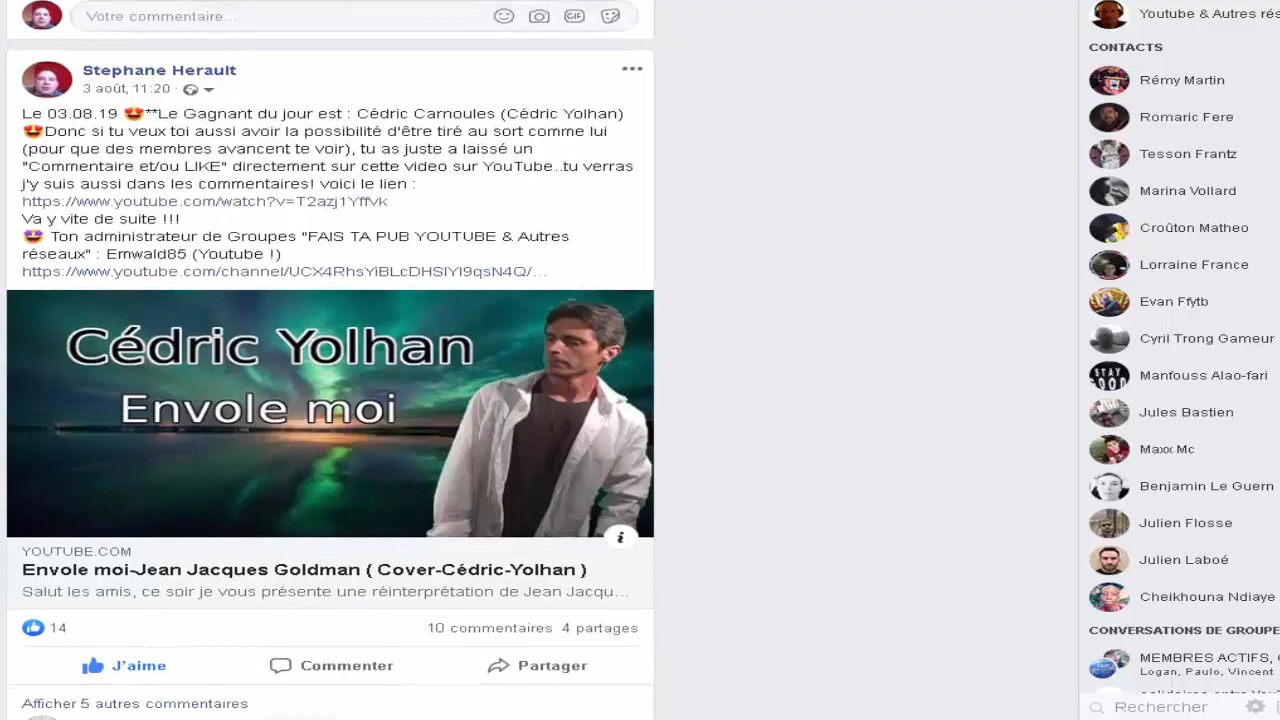 Votre commentaire...
GIF
Stephane Herault
3 août, 11:20 ·
Le 03.08.19 🤩**Le Gagnant du jour est : Cédric Carnoules (Cédric Yolhan)
🤩Donc si tu veux toi aussi avoir la possibilité d'être tiré au sort comme lui
(pour que des membres avancent te voir), tu as juste a laissé un
"Commentaire et/ou LIKE" directement sur cette video sur YouTube..tu verras
j'y suis aussi dans les commentaires! voici le lien :
https://www.youtube.com/watch?v=T2azj1Yffvk
Va y vite de suite !!!
🤩 Ton administrateur de Groupes "FAIS TA PUB YOUTUBE & Autres
réseaux" : Emwald85 (Youtube !)
https://www.youtube.com/channel/UCX4RhsYiBLcDHSIYI9qsN4Q/...
Cédric Yolhan
Envole moi
YOUTUBE.COM
Envole moi-Jean Jacques Goldman ( Cover-Cédric-Yolhan )
Salut les amis, ce soir je vous présente une réinterprétation de Jean Jacqu...
14
10 commentaires 4 partages
J'aime
Commenter
Partager
Afficher 5 autres commentaires
Youtube & Autres rés
CONTACTS
Rémy Martin
Romaric Fere
Tesson Frantz
Marina Vollard
Croûton Matheo
Lorraine France
Evan Ffytb
Cyril Trong Gameur
Manfouss Alao-fari
STAY
GOOD
Jules Bastien
Maxx Mc
Benjamin Le Guern
Julien Flosse
Julien Laboé
Cheikhouna Ndiaye
CONVERSATIONS DE GROUPE
MEMBRES ACTIFS,
Logan, Paulo, Vincen
Rechercher